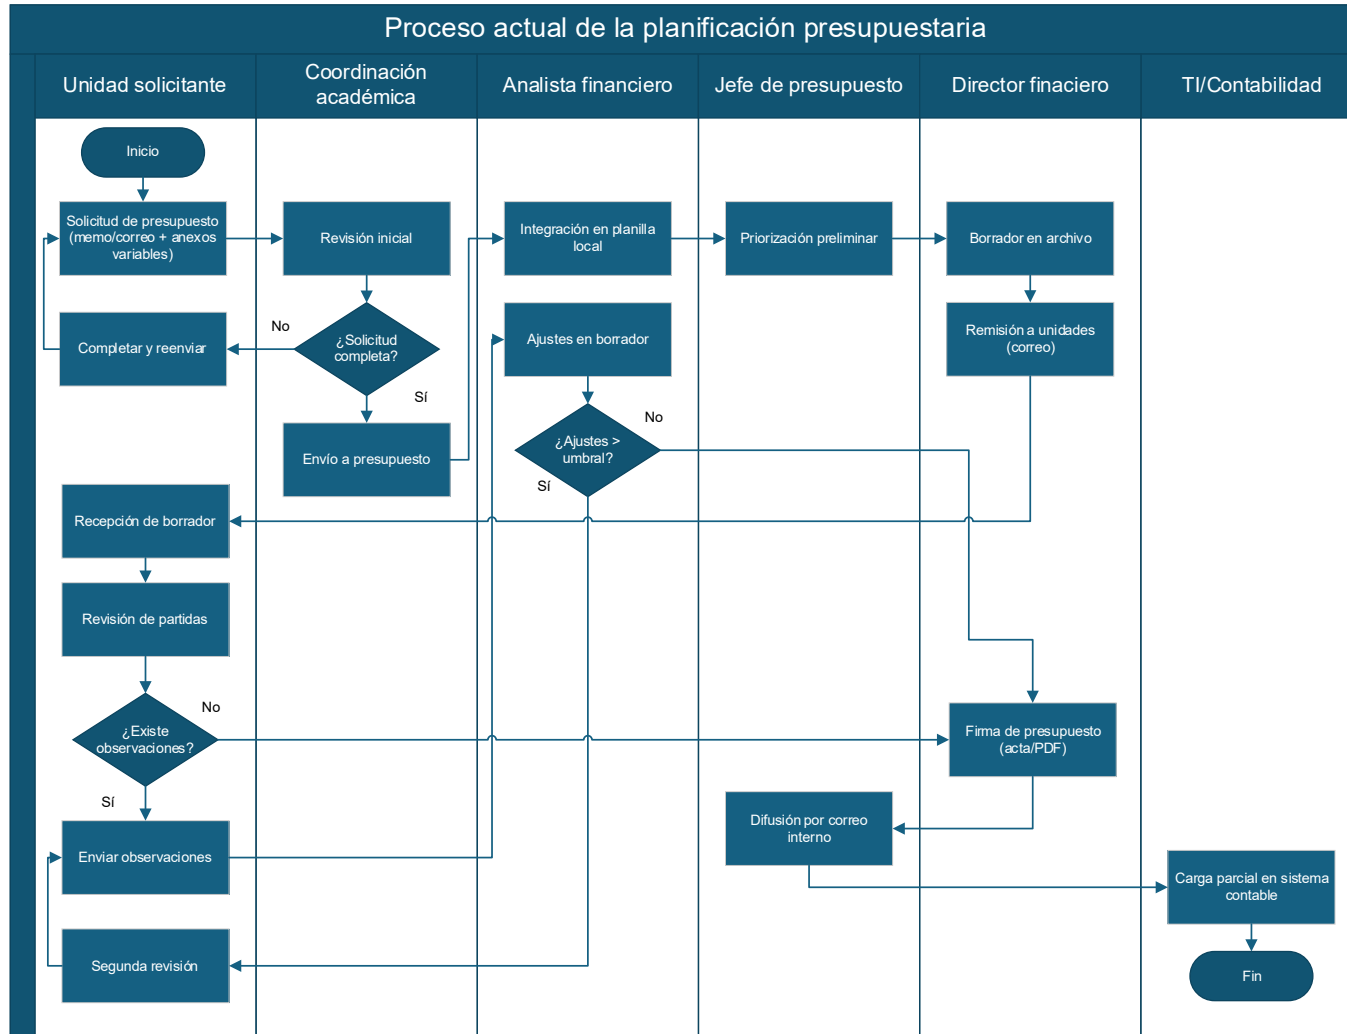 Proceso actual de la planificación presupuestaria
Unidad solicitante
Coordinación
académica
Analista financiero
Jefe de presupuesto
Director finaciero
TI/Contabilidad
Inicio
Solicitud de presupuesto
(memo/correo + anexos
variables)
Revisión inicial
Integración en planilla
local
Priorización preliminar
Borrador en archivo
Completar y reenviar
No
¿Solicitud
completa?
Sí
Ajustes en borrador
Remisión a unidades
(correo)
Envío a presupuesto
¿Ajustes >
umbral?
No
Sí
Recepción de borrador
Revisión de partidas
¿Existe
observaciones?
No
Sí
Firma de presupuesto
(acta/PDF)
Difusión por correo
interno
Enviar observaciones
Carga parcial en sistema
contable
Segunda revisión
Fin